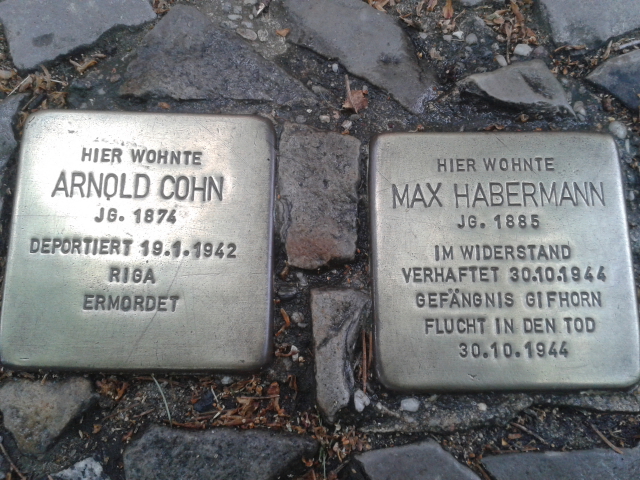 HIER WOHNTE
ARNOLD COHN
JG. 1874
DEPORTIERT 19.1.1942
RIGA
ERMORDET
HIER WOHNTE
MAX HABERMANN
JG. 1885
IM WIDERSTAND
VERHAFTET 30.10.1944
GEFÄNGNIS GIFHORN
FLUCHT IN DEN TOD
30.10.1944